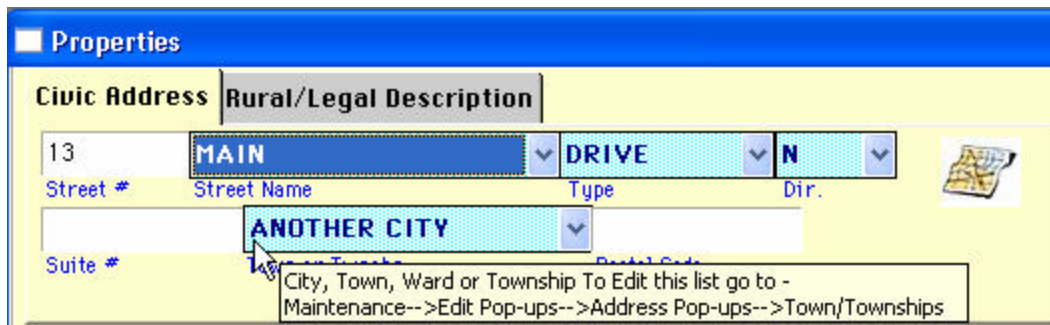 Properties
Civic Address Rural/Legal Description
13 MAIN DRIVE N
Street # Street Name Type Dir.
ANOTHER CITY
Suite #
City, Town, Ward or Township To Edit this list go to -
Maintenance-->Edit Pop-ups-->Address Pop-ups-->Town/Townships